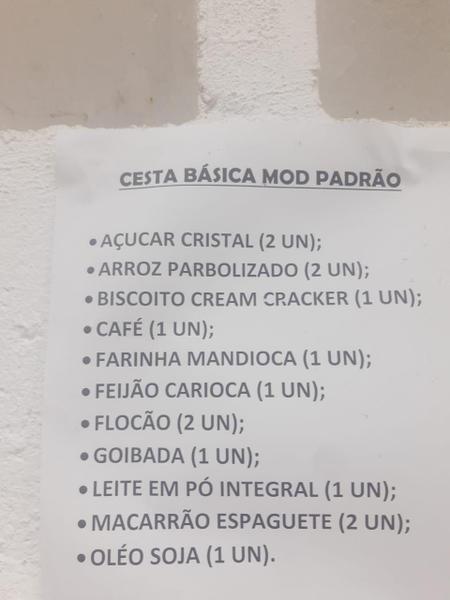 CESTA BÁSICA MOD PADRÃO
• AÇUCAR CRISTAL (2 UN);
• ARROZ PARBOLIZADO (2 UN);
• BISCOITO CREAM CRACKER (1 UN);
• CAFÉ (1 UN);
• FARINHA MANDIOCA (1 UN);
• FEIJÃO CARIOCA (1 UN);
• FLOCÃO (2 UN);
• GOIBADA (1 UN);
• LEITE EM PÓ INTEGRAL (1 UN);
• MACARRÃO ESPAGUETE (2 UN);
• OLÉO SOJA (1 UN).